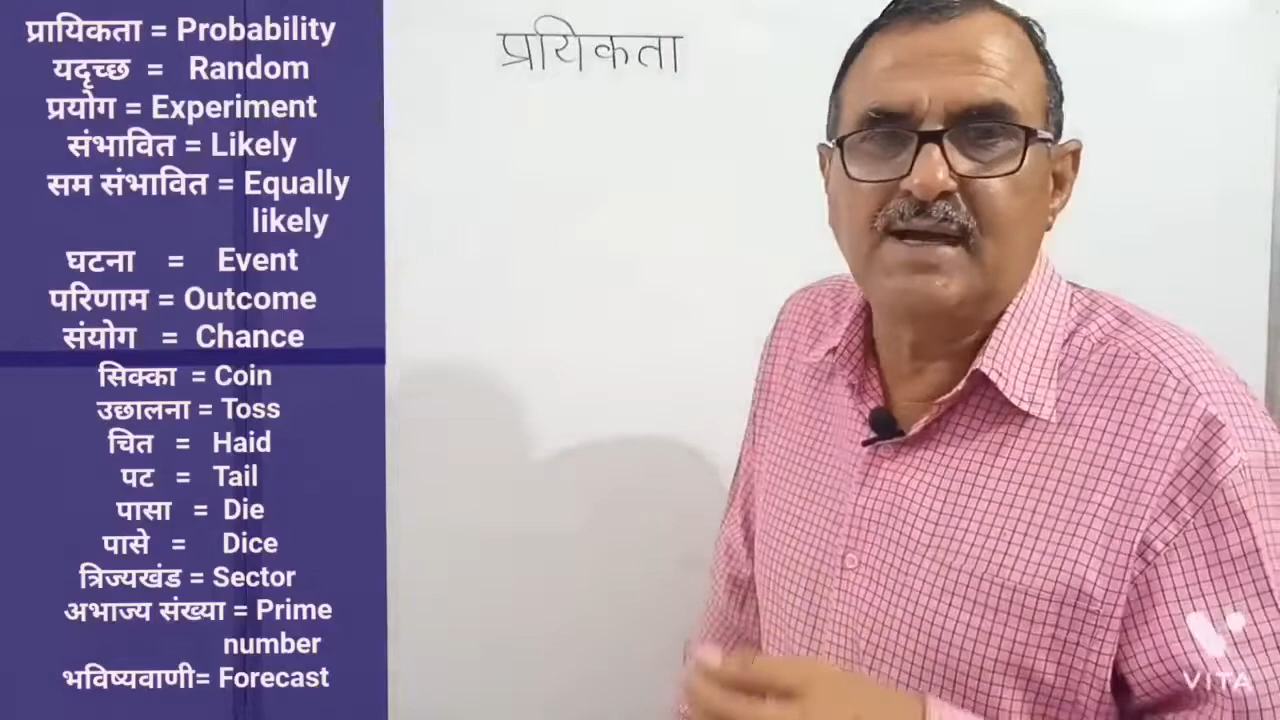 प्रायिकता = Probability
यदृच्छ = Random
प्रयोग = Experiment
संभावित = Likely
सम संभावित = Equally
likely
घटना = Event
परिणाम = Outcome
संयोग = Chance
सिक्का = Coin
उछालना = Toss
चित = Haid
पट = Tail
पासा = Die
पासे = Dice
त्रिज्यखंड = Sector
अभाज्य संख्या = Prime
number
भविष्यवाणी= Forecast
प्रयिकता
VITA